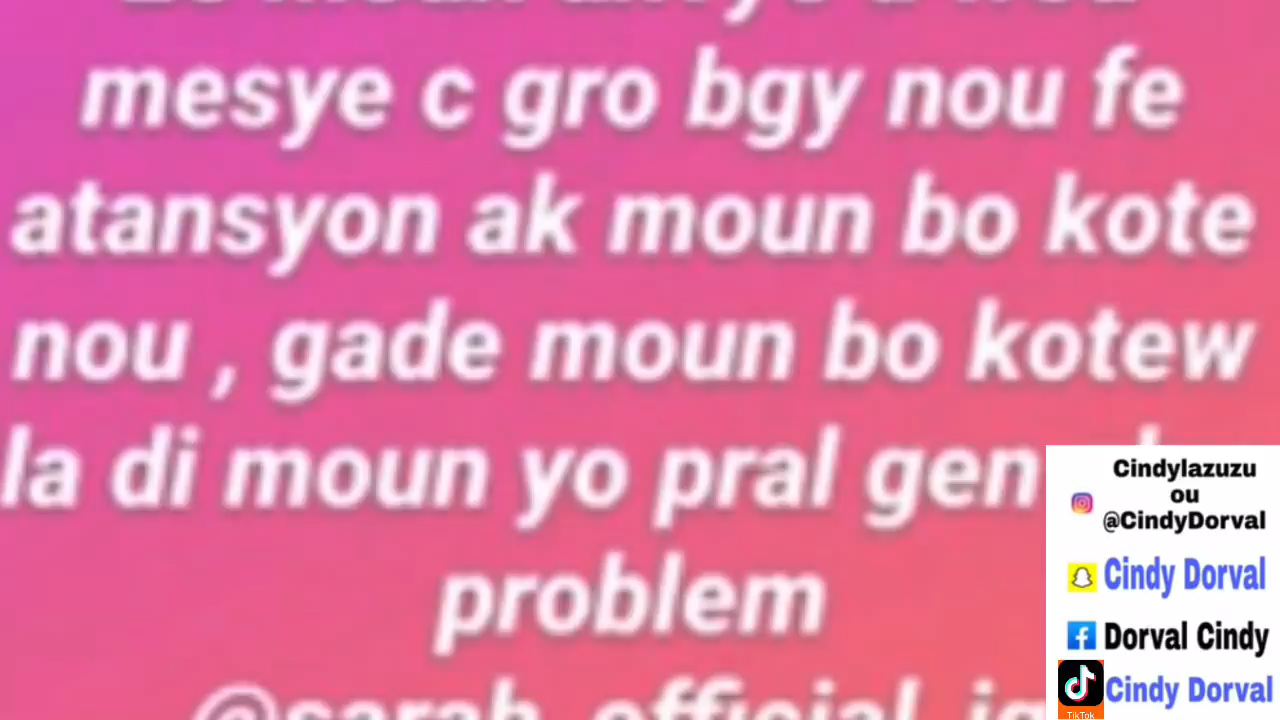 mesye c gro bgy nou fe
atansyon ak moun bo kote
nou , gade moun bo kotew
la di moun yo pral gen
problem
@sarah_official_ig
Cindylazuzu
ou
@CindyDorval
Cindy Dorval
Dorval Cindy
Cindy Dorval
TikTok